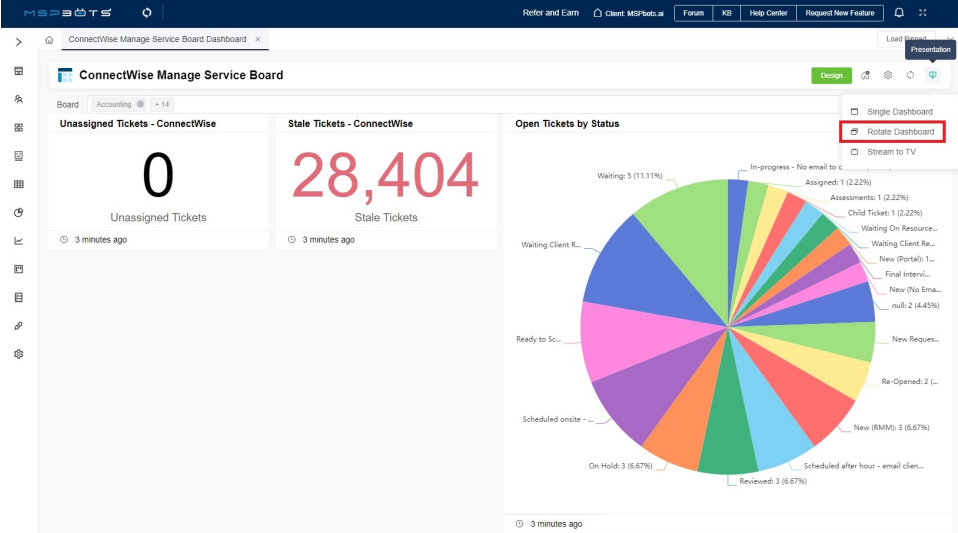 MSPBOTS
Refer and Earn
Client: MSPbots.ai
Forum
KB
Help Center
Request New Feature
ConnectWise Manage Service Board Dashboard ×
Load Pinned
Presentation
ConnectWise Manage Service Board
Design
Board
Accounting
+ 14
Single Dashboard
Rotate Dashboard
Stream to TV
Unassigned Tickets - ConnectWise
0
Unassigned Tickets
3 minutes ago
Stale Tickets - ConnectWise
28,404
Stale Tickets
3 minutes ago
Open Tickets by Status
In-progress - No email to
Assigned: 1 (2.22%)
Assessments: 1 (2.22%)
Child Ticket: 1 (2.22%)
Waiting On Resource...
Waiting Client Re...
New (Portal): 1...
Final Intervi...
New (No Ema...
null: 2 (4.45%)
New Reques...
Re-Opened: 2 (...
New (RMM): 3 (6.67%)
Scheduled after hour - email clien...
Reviewed: 3 (6.67%)
On Hold: 3 (6.67%)
Scheduled onsite - ...
Ready to Sc...
Waiting Client R...
Waiting: 5 (11.11%)
3 minutes ago